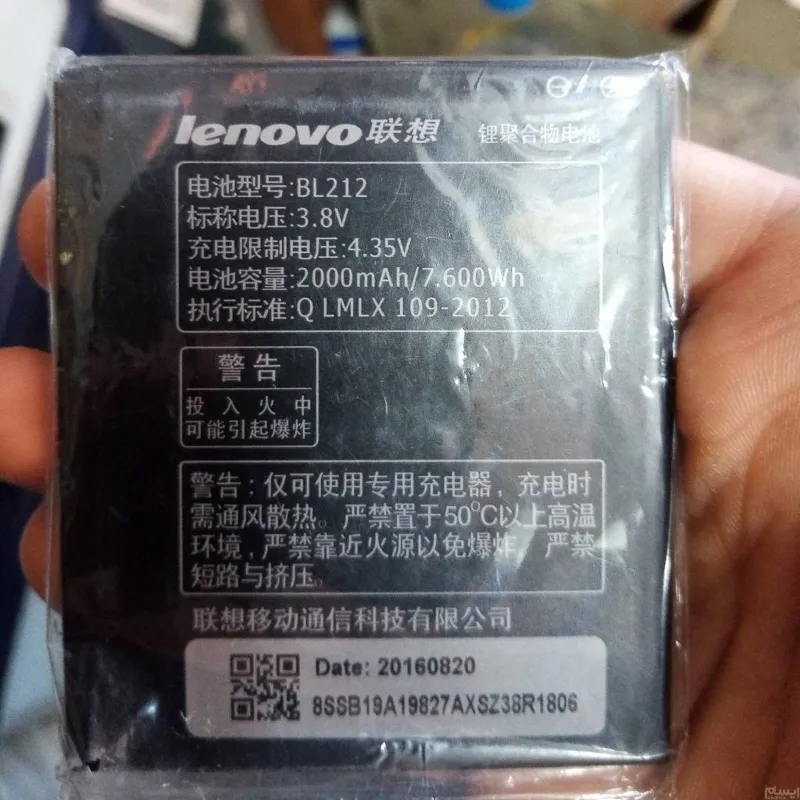 lenovo 联想 锂聚合物电池
电池型号:BL212
标称电压:3.8V
充电限制电压:4.35V
电池容量:2000mAh/7.600Wh
执行标准:Q LMLX 109-2012
警告
投入火中
可能引起爆炸
警告:仅可使用专用充电器,充电时
需通风散热。严禁置于50°C以上高温
环境,严禁靠近火源以免爆炸,严禁
短路与挤压。
联想移动通信科技有限公司
Date: 20160820
8SSB19A19827AXSZ38R1806
ایسام